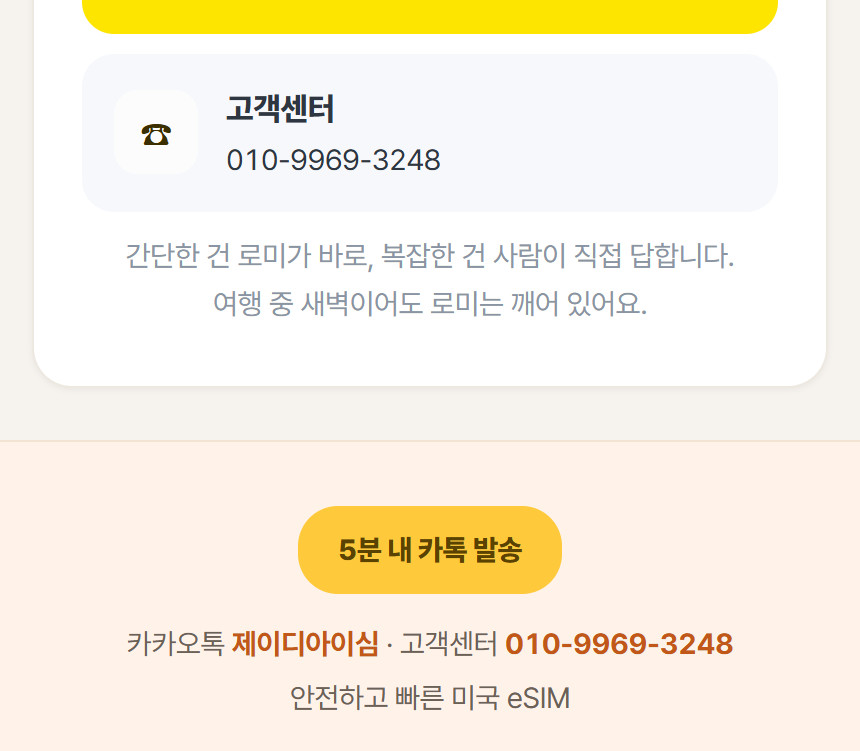 고객센터
010-9969-3248
간단한 건 로미가 바로, 복잡한 건 사람이 직접 답합니다.
여행 중 새벽이어도 로미는 깨어 있어요.
5분 내 카톡 발송
카카오톡 제이디아이심 · 고객센터 010-9969-3248
안전하고 빠른 미국 eSIM